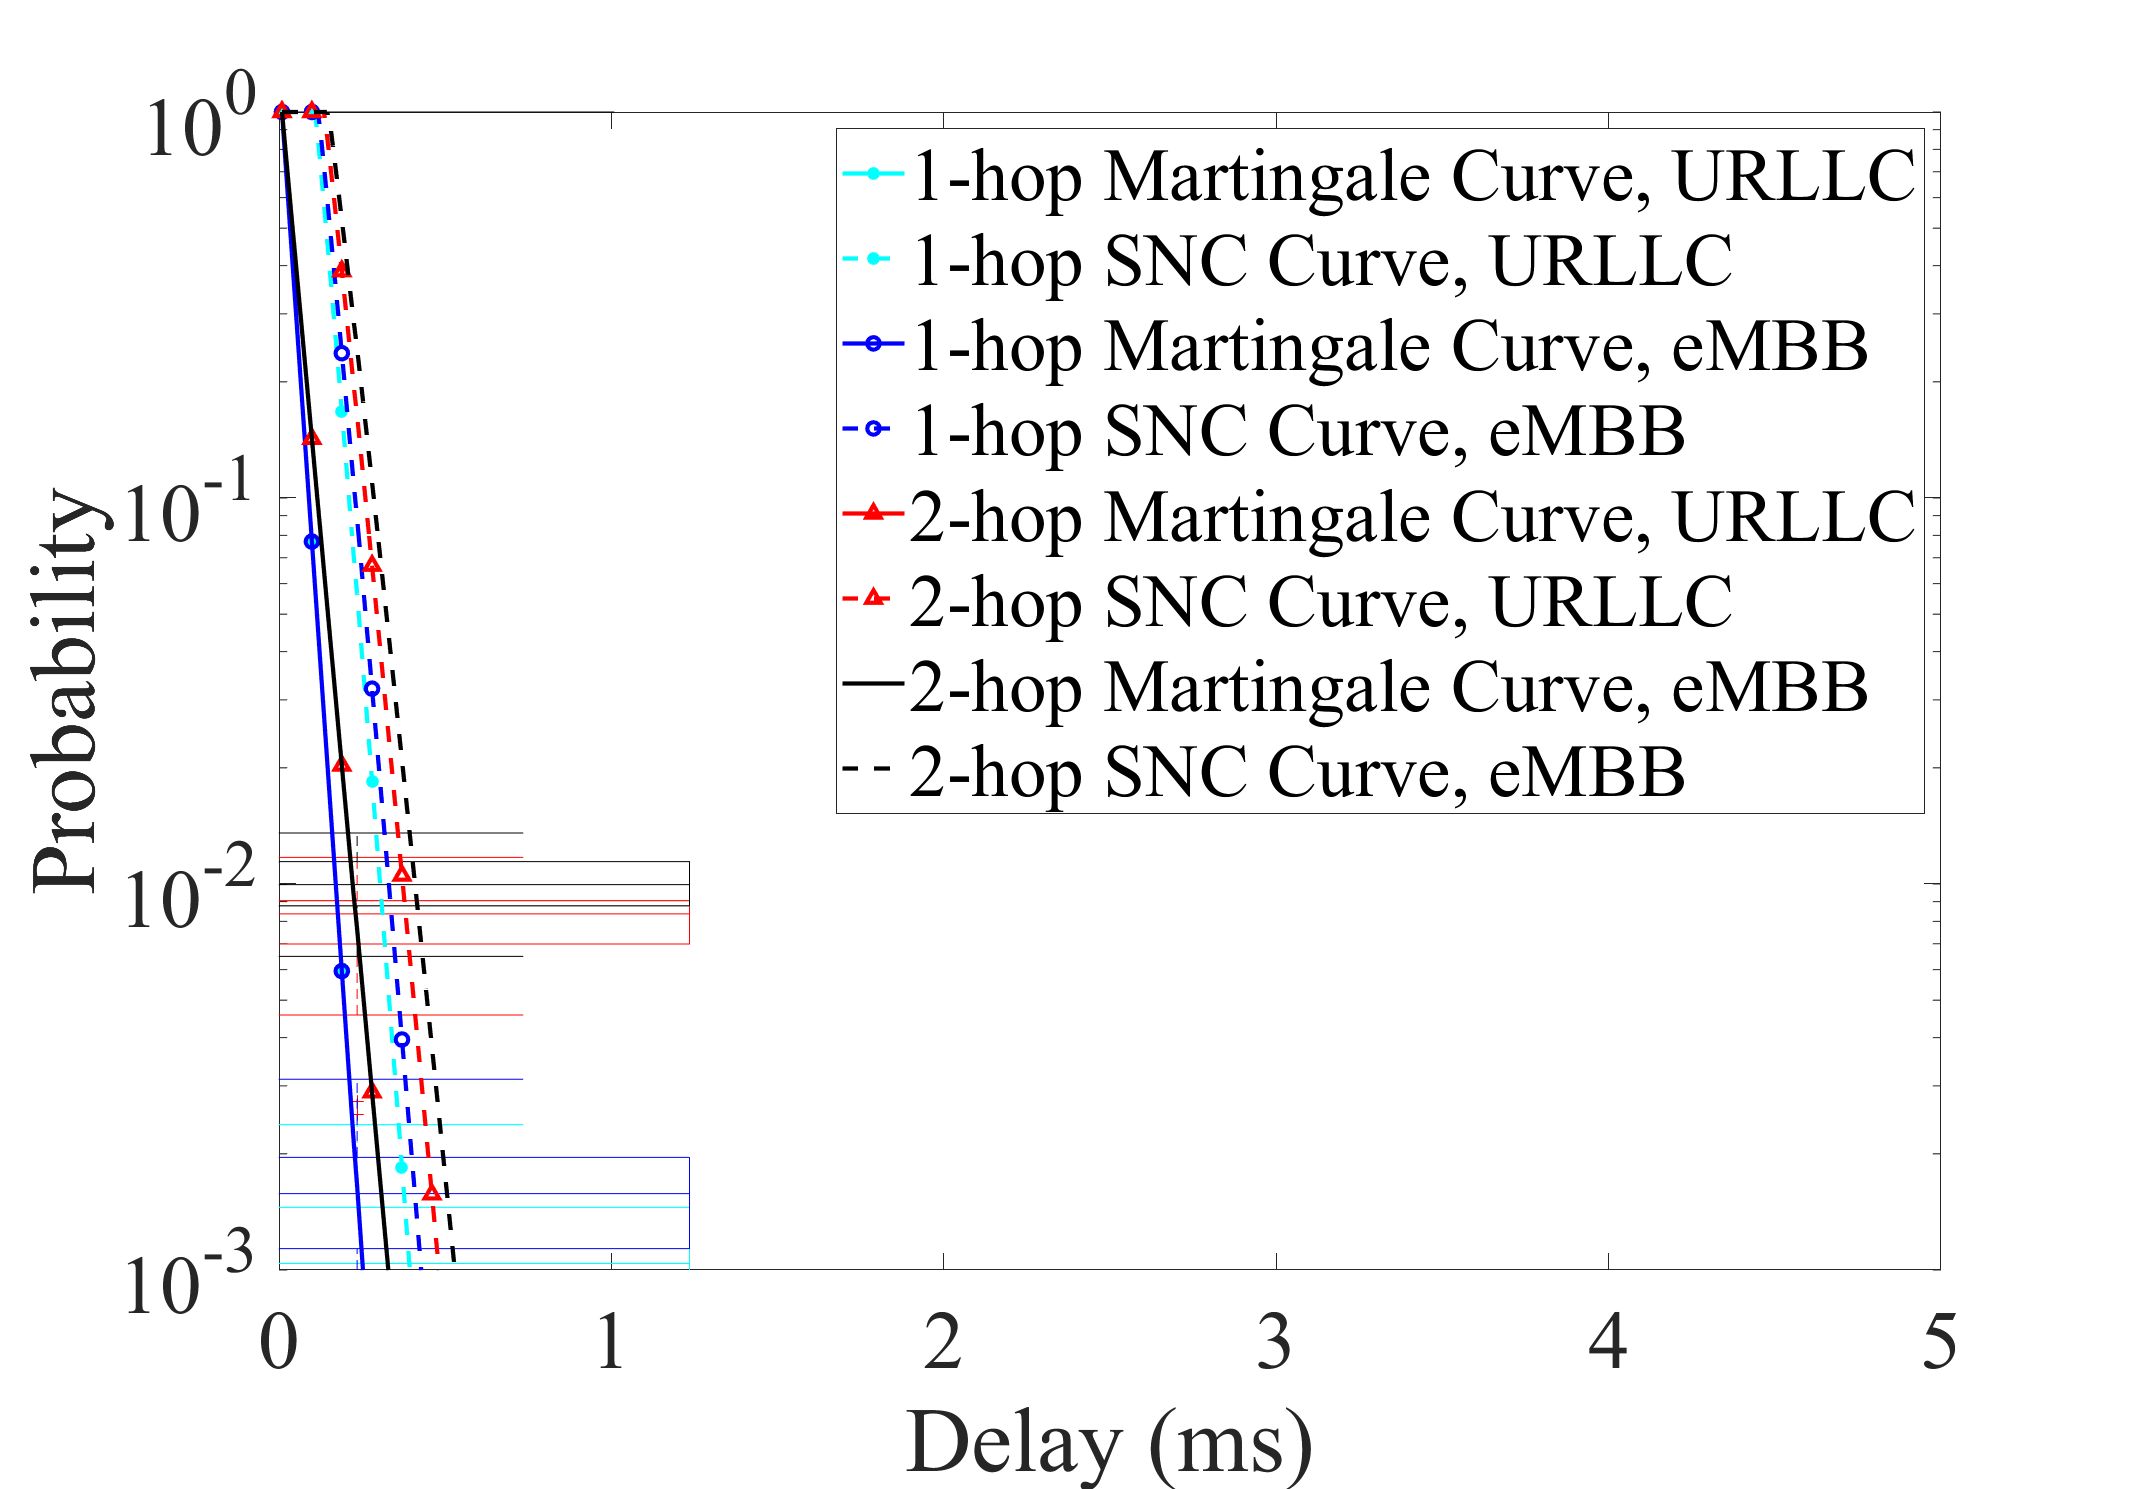 10^0
10^-1
10^-2
10^-3
Probability
1-hop Martingale Curve, URLLC
1-hop SNC Curve, URLLC
1-hop Martingale Curve, eMBB
1-hop SNC Curve, eMBB
2-hop Martingale Curve, URLLC
2-hop SNC Curve, URLLC
2-hop Martingale Curve, eMBB
2-hop SNC Curve, eMBB
0 1 2 3 4 5
Delay (ms)